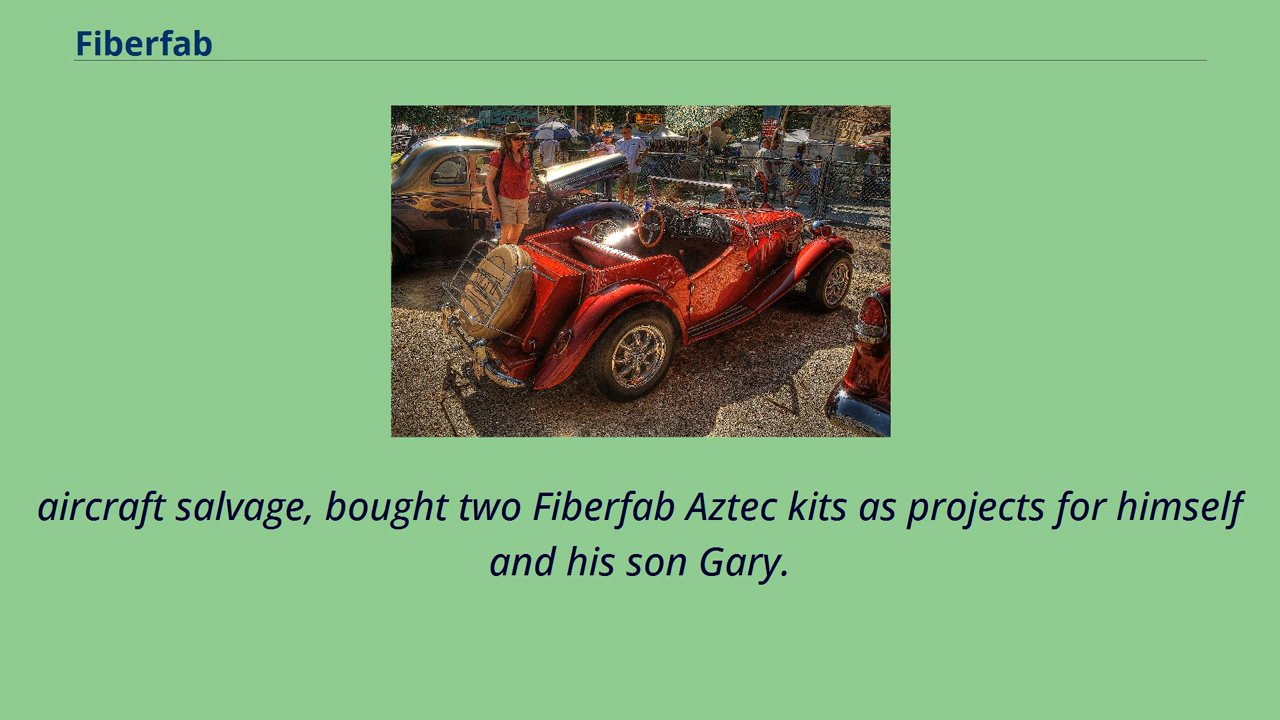 Fiberfab
aircraft salvage, bought two Fiberfab Aztec kits as projects for himself
and his son Gary.